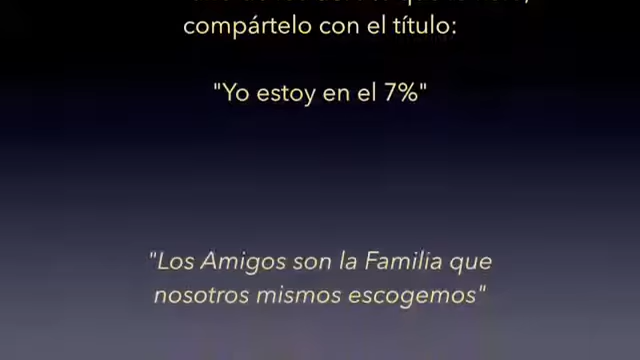 compártelo con el título:
"Yo estoy en el 7%"
"Los Amigos son la Familia que
nosotros mismos escogemos"